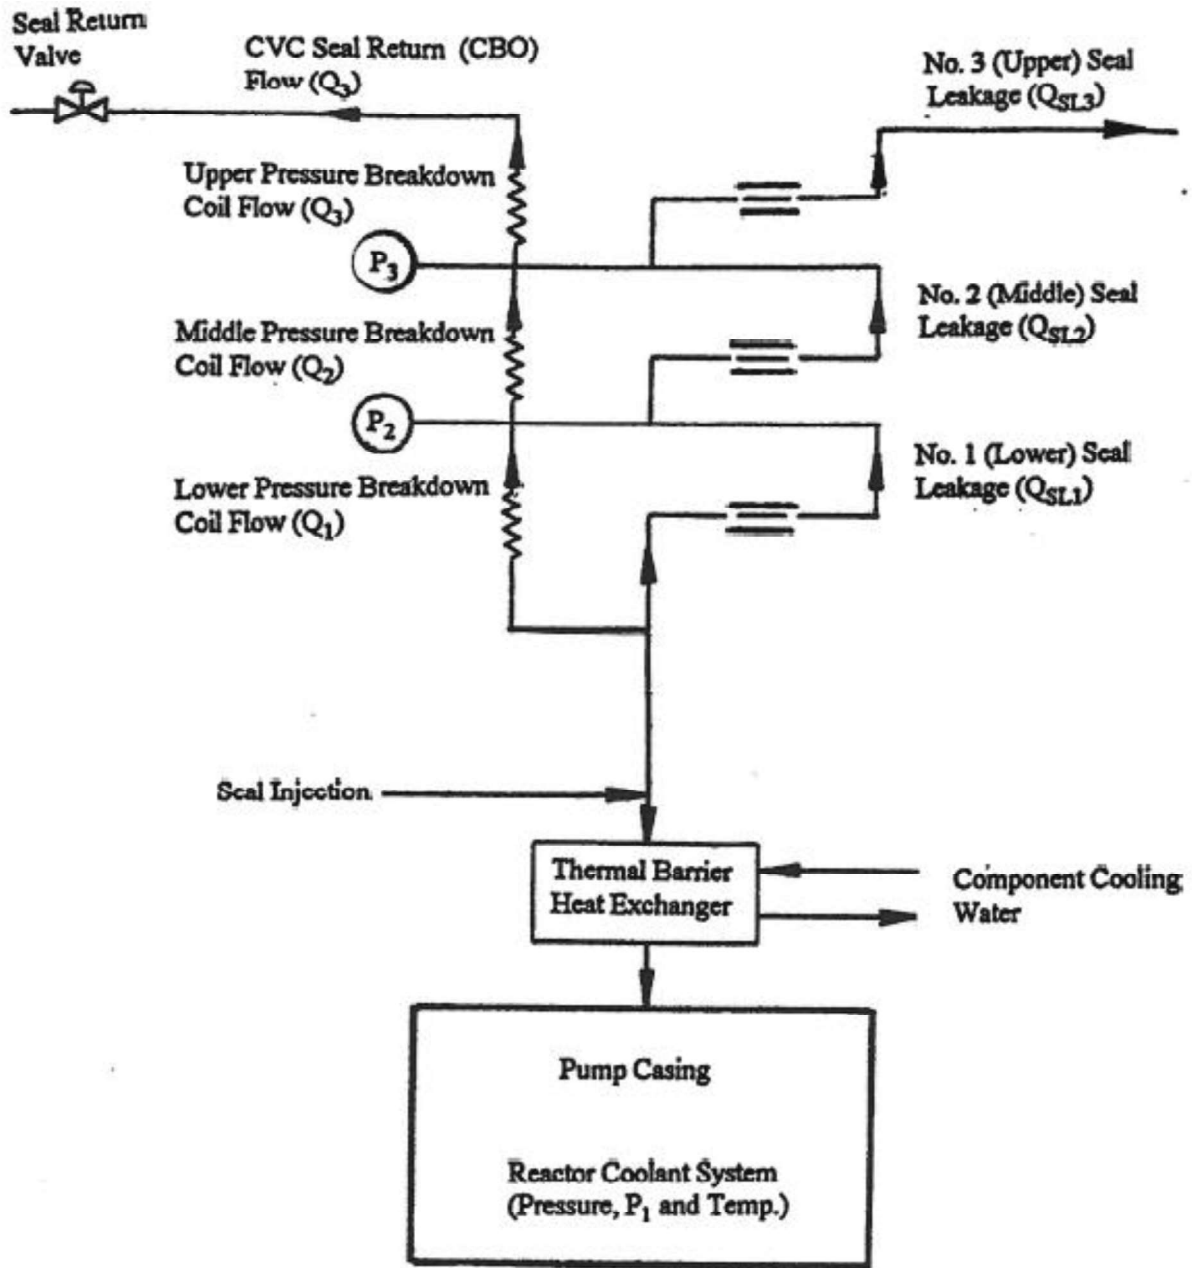 Seal Return
Valve
CVC Seal Return (CBO)
Flow (Q₃)
No. 3 (Upper) Seal
Leakage (Q_SL3)
Upper Pressure Breakdown
Coil Flow (Q₃)
P₃
No. 2 (Middle) Seal
Leakage (Q_SL2)
Middle Pressure Breakdown
Coil Flow (Q₂)
P₂
No. 1 (Lower) Seal
Leakage (Q_SL1)
Lower Pressure Breakdown
Coil Flow (Q₁)
Seal Injection
Thermal Barrier
Heat Exchanger
Component Cooling
Water
Pump Casing
Reactor Coolant System
(Pressure, P₁ and Temp.)